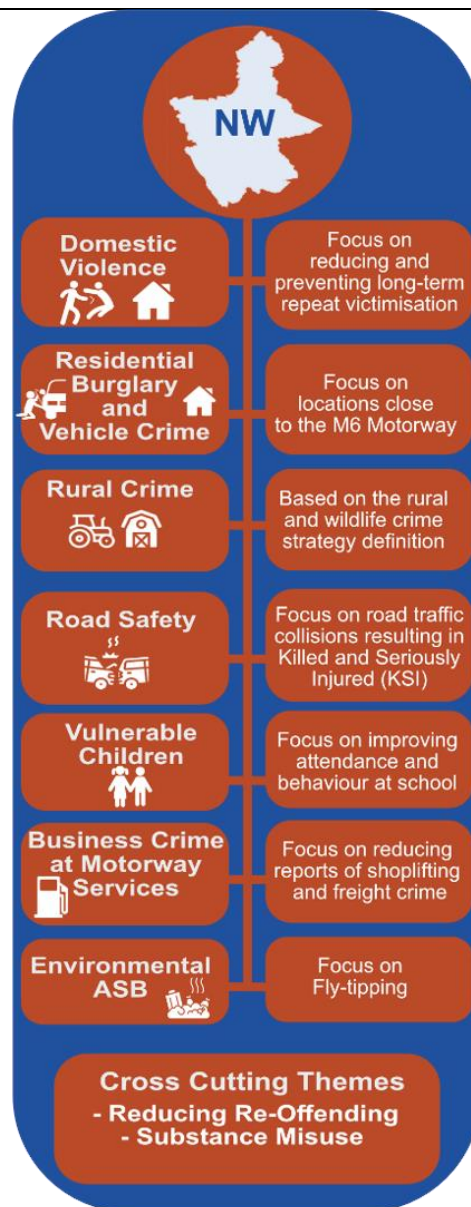 NW
Domestic
Violence
Focus on
reducing and
preventing long-term
repeat victimisation
Residential
Burglary
and
Vehicle Crime
Focus on
locations close
to the M6 Motorway
Rural Crime
Based on the rural
and wildlife crime
strategy definition
Road Safety
Focus on road traffic
collisions resulting in
Killed and Seriously
Injured (KSI)
Vulnerable
Children
Focus on improving
attendance and
behaviour at school
Business Crime
at Motorway
Services
Focus on reducing
reports of shoplifting
and freight crime
Environmental
ASB
Focus on
Fly-tipping
Cross Cutting Themes
- Reducing Re-Offending
- Substance Misuse